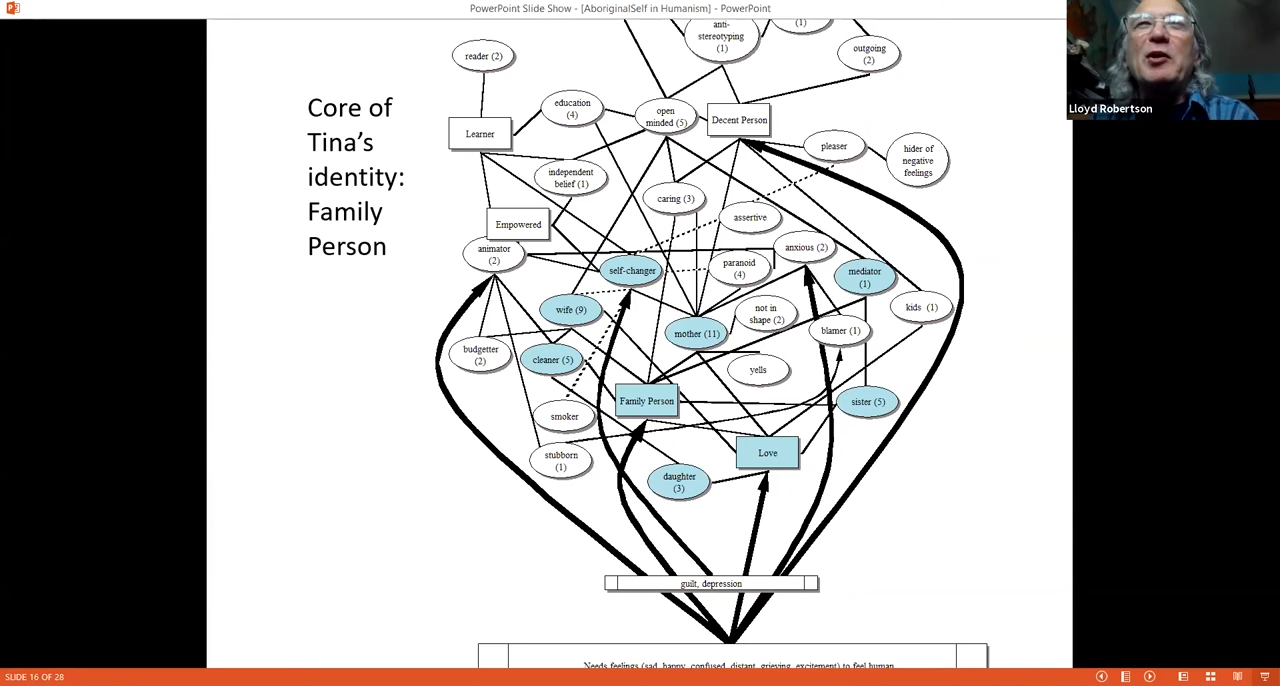 PowerPoint Slide Show - [AboriginalSelf in Humanism] - PowerPoint
Lloyd Robertson
Core of
Tina's
identity:
Family
Person
anti-
stereotyping
(1)
(1)
outgoing
(2)
reader (2)
education
(4)
open
minded (5)
Decent Person
Learner
pleaser
hider of
negative
feelings
independent
belief (1)
caring (3)
assertive
Empowered
animator
(2)
self-changer
paranoid
(4)
anxious (2)
mediator
(1)
wife (9)
not in
shape (2)
kids (1)
mother (11)
blamer (1)
budgetter
(2)
cleaner (5)
yells
Family Person
sister (5)
smoker
stubborn
(1)
Love
daughter
(3)
guilt, depression
Needs feelings (sad, happy, confused, distant, grieving, excitement) to feel human
SLIDE 16 OF 28